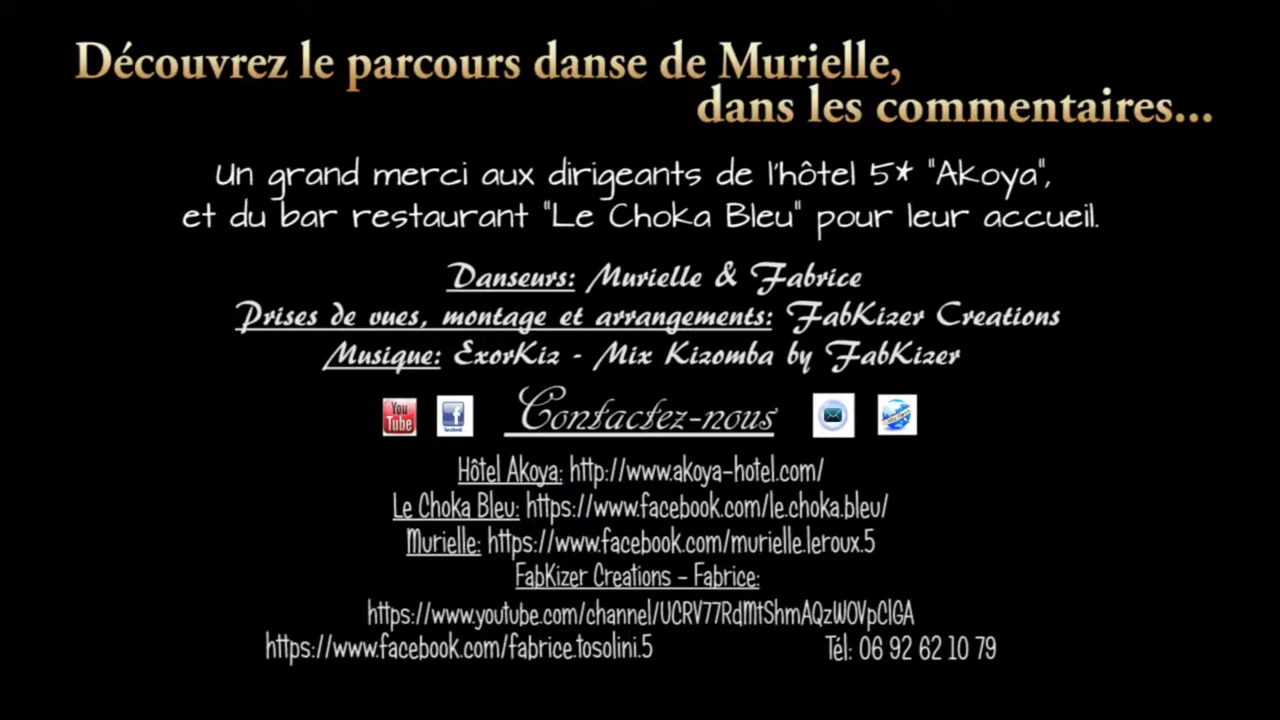 Découvrez le parcours danse de Murielle,
dans les commentaires...
Un grand merci aux dirigeants de l'hôtel 5* "Akoya",
et du bar restaurant "Le Choka Bleu" pour leur accueil.
Danseurs: Murielle & Fabrice
Prises de vues, montage et arrangements: FabKizer Creations
Musique: ExorKiz - Mix Kizomba by FabKizer
You Tube facebook Contactez-nous
Hôtel Akoya: http://www.akoya-hotel.com/
Le Choka Bleu: https://www.facebook.com/le.choka.bleu/
Murielle: https://www.facebook.com/murielle.leroux.5
FabKizer Creations - Fabrice:
https://www.youtube.com/channel/UCRV77RdMtShmAQzWOVpClGA
https://www.facebook.com/fabrice.tosolini.5 Tél: 06 92 62 10 79